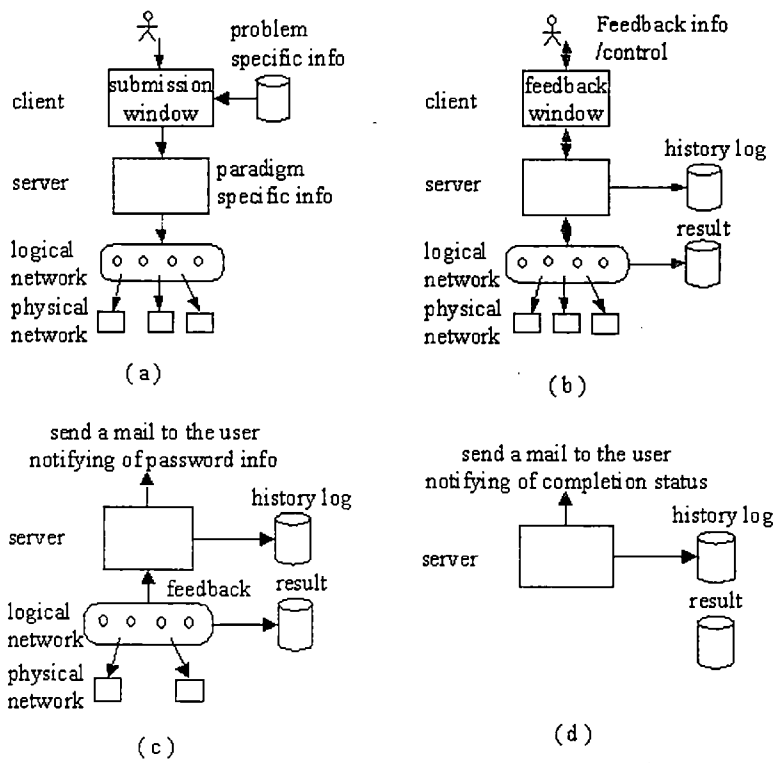 problem
specific info
client
submission
window
server
paradigm
specific info
logical
network
physical
network
(a)
Feedback info
/control
client
feedback
window
history log
server
result
logical
network
physical
network
(b)
send a mail to the user
notifying of password info
history log
server
feedback
result
logical
network
physical
network
(c)
send a mail to the user
notifying of completion status
history log
server
result
(d)